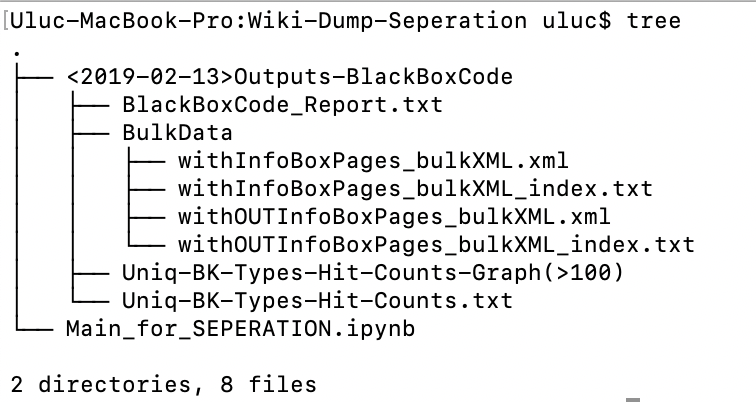 [Uluc-MacBook-Pro:Wiki-Dump-Seperation uluc$ tree
.
├── <2019-02-13>Outputs-BlackBoxCode
│   ├── BlackBoxCode_Report.txt
│   ├── BulkData
│   │   ├── withInfoBoxPages_bulkXML.xml
│   │   ├── withInfoBoxPages_bulkXML_index.txt
│   │   ├── withOUTInfoBoxPages_bulkXML.xml
│   │   └── withOUTInfoBoxPages_bulkXML_index.txt
│   ├── Uniq-BK-Types-Hit-Counts-Graph(>100)
│   └── Uniq-BK-Types-Hit-Counts.txt
└── Main_for_SEPERATION.ipynb
2 directories, 8 files